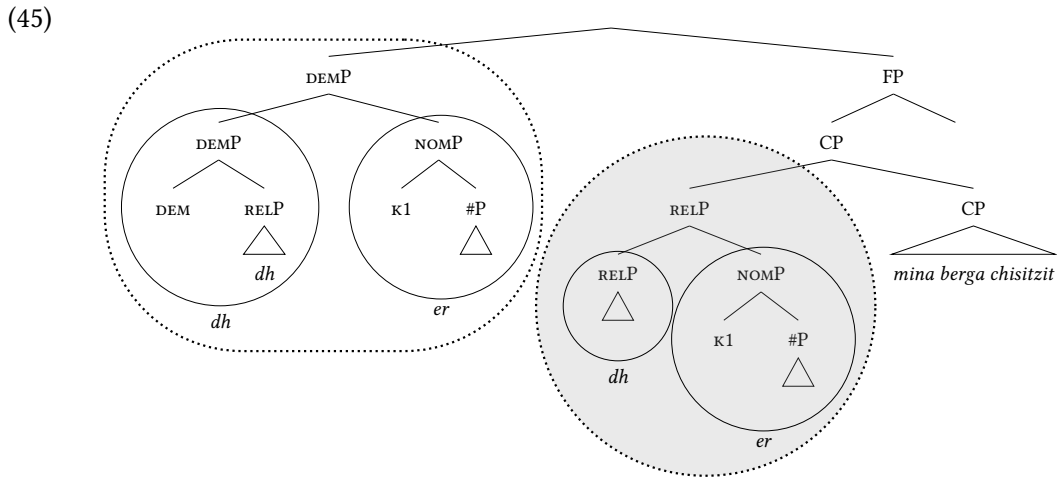 (45)
DEMP FP
DEMP NOMP CP
DEM RELP K1 #P RELP CP
dh RELP NOMP mina berga chisitzit
dh er K1 #P
dh
er